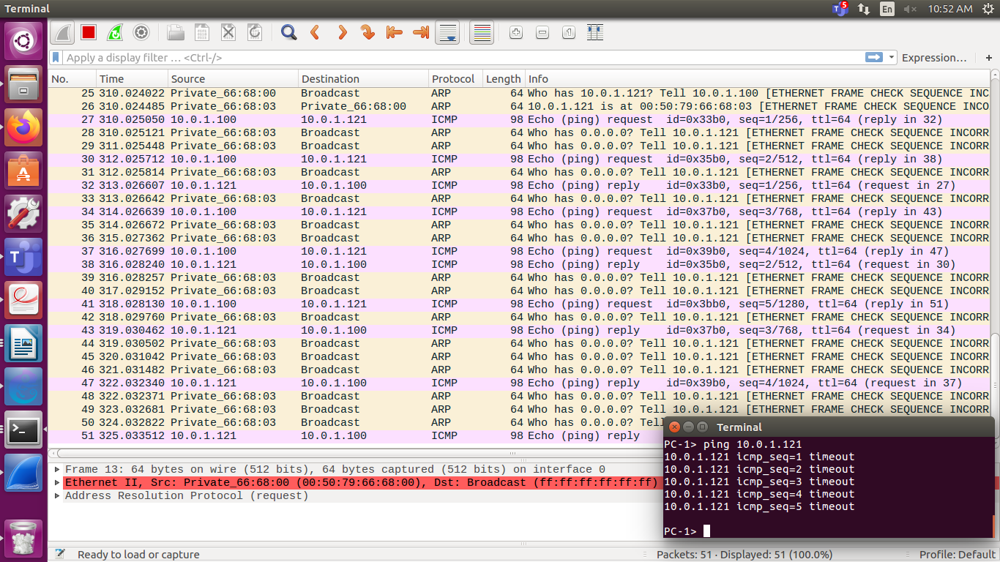 Terminal
5
En
10:52 AM
Apply a display filter … <Ctrl-/>
Expression…
+
No. Time Source Destination Protocol Length Info
25 310.024022 Private_66:68:00 Broadcast ARP 64 Who has 10.0.1.121? Tell 10.0.1.100 [ETHERNET FRAME CHECK SEQUENCE INC
26 310.024485 Private_66:68:03 Private_66:68:00 ARP 64 10.0.1.121 is at 00:50:79:66:68:03 [ETHERNET FRAME CHECK SEQUENCE INCO
27 310.025050 10.0.1.100 10.0.1.121 ICMP 98 Echo (ping) request id=0x33b0, seq=1/256, ttl=64 (reply in 32)
28 310.025121 Private_66:68:03 Broadcast ARP 64 Who has 0.0.0.0? Tell 10.0.1.121 [ETHERNET FRAME CHECK SEQUENCE INCORR
29 311.025448 Private_66:68:03 Broadcast ARP 64 Who has 0.0.0.0? Tell 10.0.1.121 [ETHERNET FRAME CHECK SEQUENCE INCORR
30 312.025712 10.0.1.100 10.0.1.121 ICMP 98 Echo (ping) request id=0x35b0, seq=2/512, ttl=64 (reply in 38)
31 312.025814 Private_66:68:03 Broadcast ARP 64 Who has 0.0.0.0? Tell 10.0.1.121 [ETHERNET FRAME CHECK SEQUENCE INCORR
32 313.026607 10.0.1.121 10.0.1.100 ICMP 98 Echo (ping) reply id=0x33b0, seq=1/256, ttl=64 (request in 27)
33 313.026642 Private_66:68:03 Broadcast ARP 64 Who has 0.0.0.0? Tell 10.0.1.121 [ETHERNET FRAME CHECK SEQUENCE INCORR
34 314.026639 10.0.1.100 10.0.1.121 ICMP 98 Echo (ping) request id=0x37b0, seq=3/768, ttl=64 (reply in 43)
35 314.026672 Private_66:68:03 Broadcast ARP 64 Who has 0.0.0.0? Tell 10.0.1.121 [ETHERNET FRAME CHECK SEQUENCE INCORR
36 315.027362 Private_66:68:03 Broadcast ARP 64 Who has 0.0.0.0? Tell 10.0.1.121 [ETHERNET FRAME CHECK SEQUENCE INCORR
37 316.027699 10.0.1.100 10.0.1.121 ICMP 98 Echo (ping) request id=0x39b0, seq=4/1024, ttl=64 (reply in 47)
38 316.028240 10.0.1.121 10.0.1.100 ICMP 98 Echo (ping) reply id=0x35b0, seq=2/512, ttl=64 (request in 30)
39 316.028257 Private_66:68:03 Broadcast ARP 64 Who has 0.0.0.0? Tell 10.0.1.121 [ETHERNET FRAME CHECK SEQUENCE INCORR
40 317.029152 Private_66:68:03 Broadcast ARP 64 Who has 0.0.0.0? Tell 10.0.1.121 [ETHERNET FRAME CHECK SEQUENCE INCORR
41 318.028130 10.0.1.100 10.0.1.121 ICMP 98 Echo (ping) request id=0x3bb0, seq=5/1280, ttl=64 (reply in 51)
42 318.029760 Private_66:68:03 Broadcast ARP 64 Who has 0.0.0.0? Tell 10.0.1.121 [ETHERNET FRAME CHECK SEQUENCE INCORR
43 319.030462 10.0.1.121 10.0.1.100 ICMP 98 Echo (ping) reply id=0x37b0, seq=3/768, ttl=64 (request in 34)
44 319.030502 Private_66:68:03 Broadcast ARP 64 Who has 0.0.0.0? Tell 10.0.1.121 [ETHERNET FRAME CHECK SEQUENCE INCORR
45 320.031042 Private_66:68:03 Broadcast ARP 64 Who has 0.0.0.0? Tell 10.0.1.121 [ETHERNET FRAME CHECK SEQUENCE INCORR
46 321.031482 Private_66:68:03 Broadcast ARP 64 Who has 0.0.0.0? Tell 10.0.1.121 [ETHERNET FRAME CHECK SEQUENCE INCORR
47 322.032340 10.0.1.121 10.0.1.100 ICMP 98 Echo (ping) reply id=0x39b0, seq=4/1024, ttl=64 (request in 37)
48 322.032371 Private_66:68:03 Broadcast ARP 64 Who has 0.0.0.0? Tell 10.0.1.121 [ETHERNET FRAME CHECK SEQUENCE INCORR
49 323.032681 Private_66:68:03 Broadcast ARP 64 Who has 0.0.0.0? Tell 10.0.1.121 [ETHERNET FRAME CHECK SEQUENCE INCORR
50 324.032822 Private_66:68:03 Broadcast ARP 64 Who has 0.0.0.0? Tel
51 325.033512 10.0.1.121 10.0.1.100 ICMP 98 Echo (ping) reply
Frame 13: 64 bytes on wire (512 bits), 64 bytes captured (512 bits) on interface 0
Ethernet II, Src: Private_66:68:00 (00:50:79:66:68:00), Dst: Broadcast (ff:ff:ff:ff:ff:ff)
Address Resolution Protocol (request)
Terminal
PC-1> ping 10.0.1.121
10.0.1.121 icmp_seq=1 timeout
10.0.1.121 icmp_seq=2 timeout
10.0.1.121 icmp_seq=3 timeout
10.0.1.121 icmp_seq=4 timeout
10.0.1.121 icmp_seq=5 timeout
PC-1>
Ready to load or capture
Packets: 51 · Displayed: 51 (100.0%)
Profile: Default